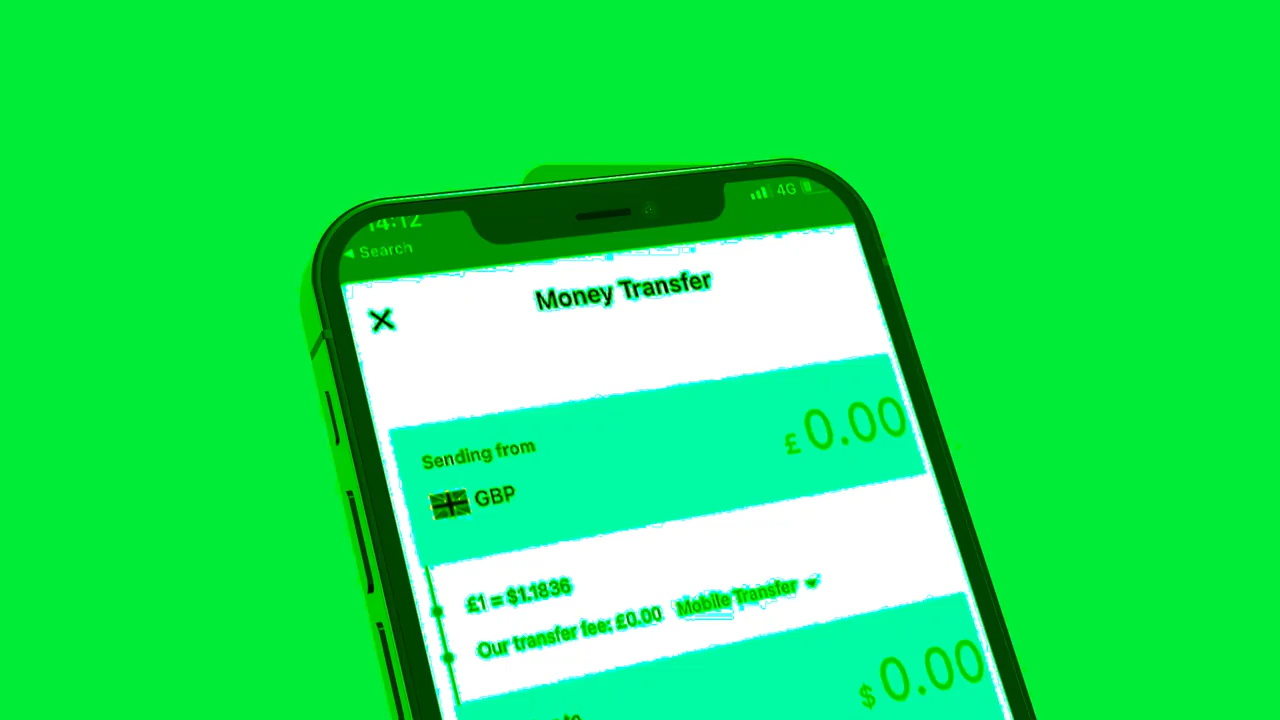 14:12
4G
◀ Search
Money Transfer
Sending from
£0.00
GBP
£1 = $1.1836
Our transfer fee: £0.00 Mobile Transfer
$0.00